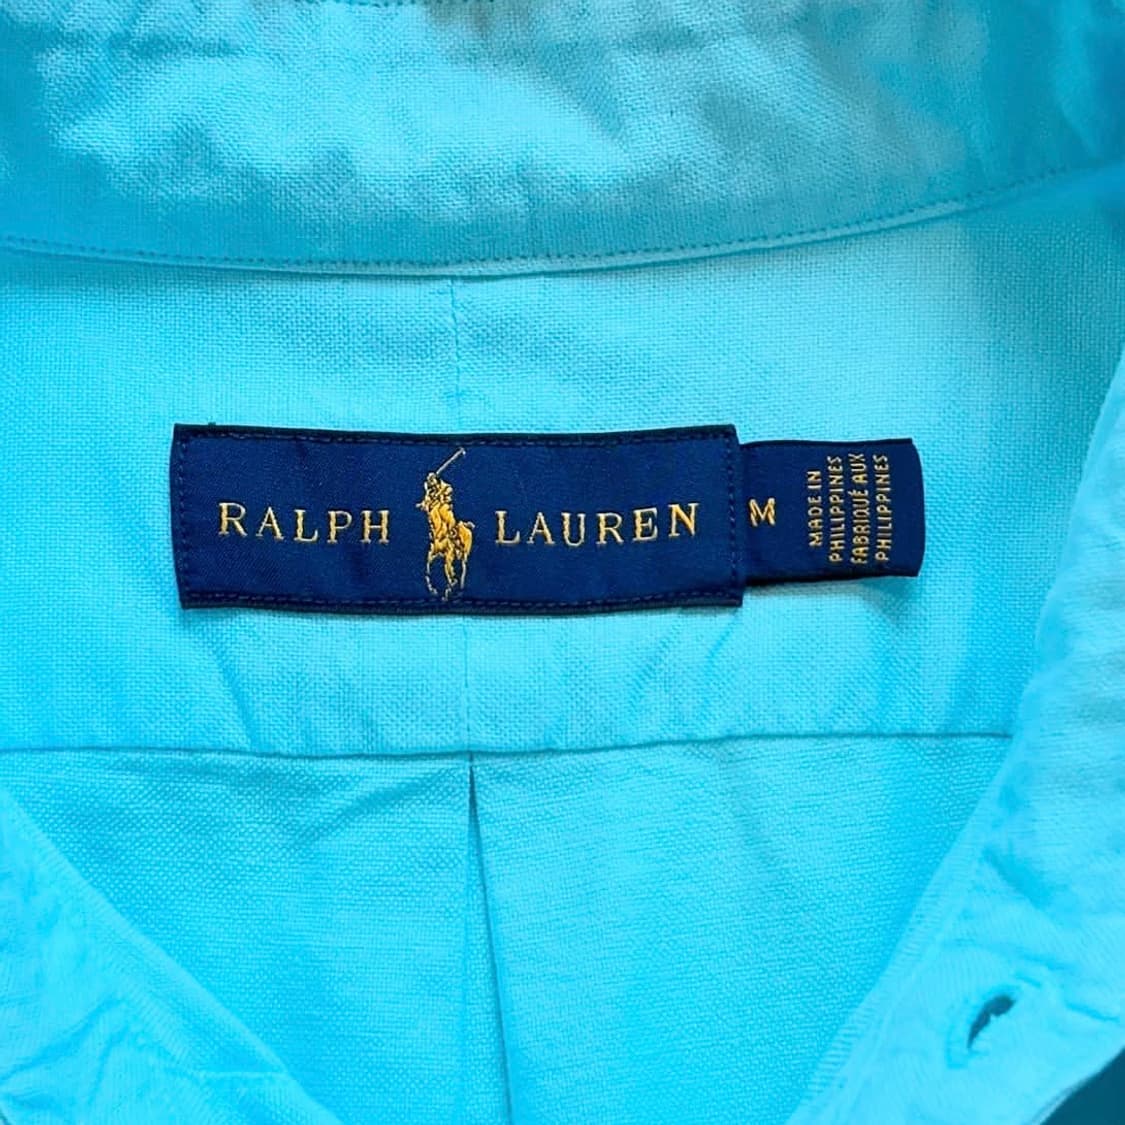 RALPH LAUREN
M
MADE IN
PHILIPPINES
FABRIQUÉ AUX
PHILIPPINES